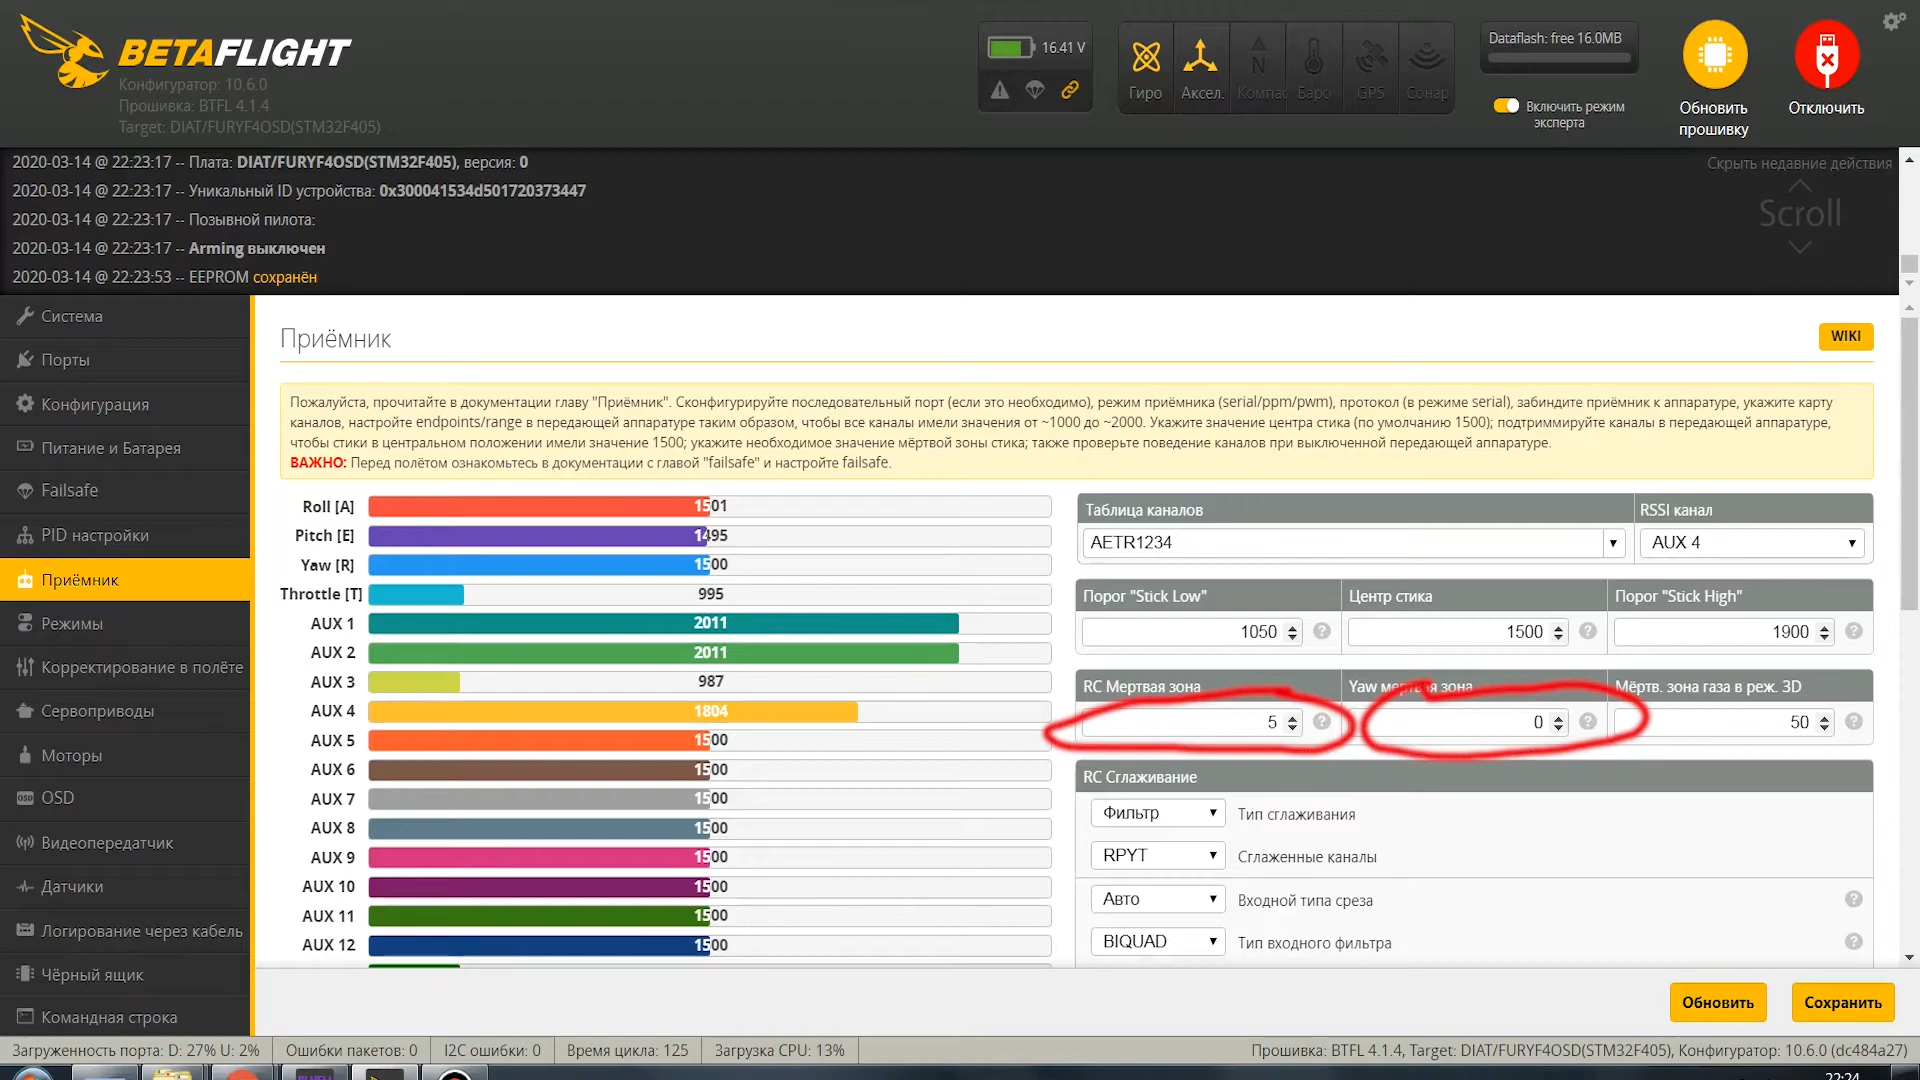 BETAFLIGHT
Конфигуратор: 10.6.0
Прошивка: BTFL 4.1.4
Target: DIAT/FURYF4OSD(STM32F405)
16.41 V
Гиро
Аксел.
N
Компас
Баро
GPS
Сонар
Dataflash: free 16.0MB
Включить режим
эксперта
Обновить
прошивку
Отключить
2020-03-14 @ 22:23:17 -- Плата: DIAT/FURYF4OSD(STM32F405), версия: 0
2020-03-14 @ 22:23:17 -- Уникальный ID устройства: 0x300041534d501720373447
2020-03-14 @ 22:23:17 -- Позывной пилота:
2020-03-14 @ 22:23:17 -- Arming выключен
2020-03-14 @ 22:23:53 -- EEPROM сохранён
Скрыть недавние действия
Scroll
Система
Порты
Конфигурация
Питание и Батарея
Failsafe
PID настройки
Приёмник
Режимы
Корректирование в полёте
Сервоприводы
Моторы
OSD
Видеопередатчик
Датчики
Логирование через кабель
Чёрный ящик
Командная строка
Приёмник
WIKI
Пожалуйста, прочитайте в документации главу "Приёмник". Сконфигурируйте последовательный порт (если это необходимо), режим приёмника (serial/ppm/pwm), протокол (в режиме serial), забиндите приёмник к аппаратуре, укажите карту
каналов, настройте endpoints/range в передающей аппаратуре таким образом, чтобы все каналы имели значения от ~1000 до ~2000. Укажите значение центра стика (по умолчанию 1500); подтриммируйте каналы в передающей аппаратуре,
чтобы стики в центральном положении имели значение 1500; укажите необходимое значение мёртвой зоны стика; также проверьте поведение каналов при выключенной передающей аппаратуре.
ВАЖНО: Перед полётом ознакомьтесь в документации с главой "failsafe" и настройте failsafe.
Roll [A] 1501
Pitch [E] 1495
Yaw [R] 1500
Throttle [T] 995
AUX 1 2011
AUX 2 2011
AUX 3 987
AUX 4 1804
AUX 5 1500
AUX 6 1500
AUX 7 1500
AUX 8 1500
AUX 9 1500
AUX 10 1500
AUX 11 1500
AUX 12 1500
Таблица каналов RSSI канал
AETR1234 AUX 4
Порог "Stick Low" Центр стика Порог "Stick High"
1050 1500 1900
RC Мертвая зона Yaw мертвая зона Мёртв. зона газа в реж. 3D
5 0 50
RC Сглаживание
Фильтр Тип сглаживания
RPYT Сглаженные каналы
Авто Входной типа среза
BIQUAD Тип входного фильтра
Обновить Сохранить
Загруженность порта: D: 27% U: 2% Ошибки пакетов: 0 I2C ошибки: 0 Время цикла: 125 Загрузка CPU: 13% Прошивка: BTFL 4.1.4, Target: DIAT/FURYF4OSD(STM32F405), Конфигуратор: 10.6.0 (dc484a27)
22:24